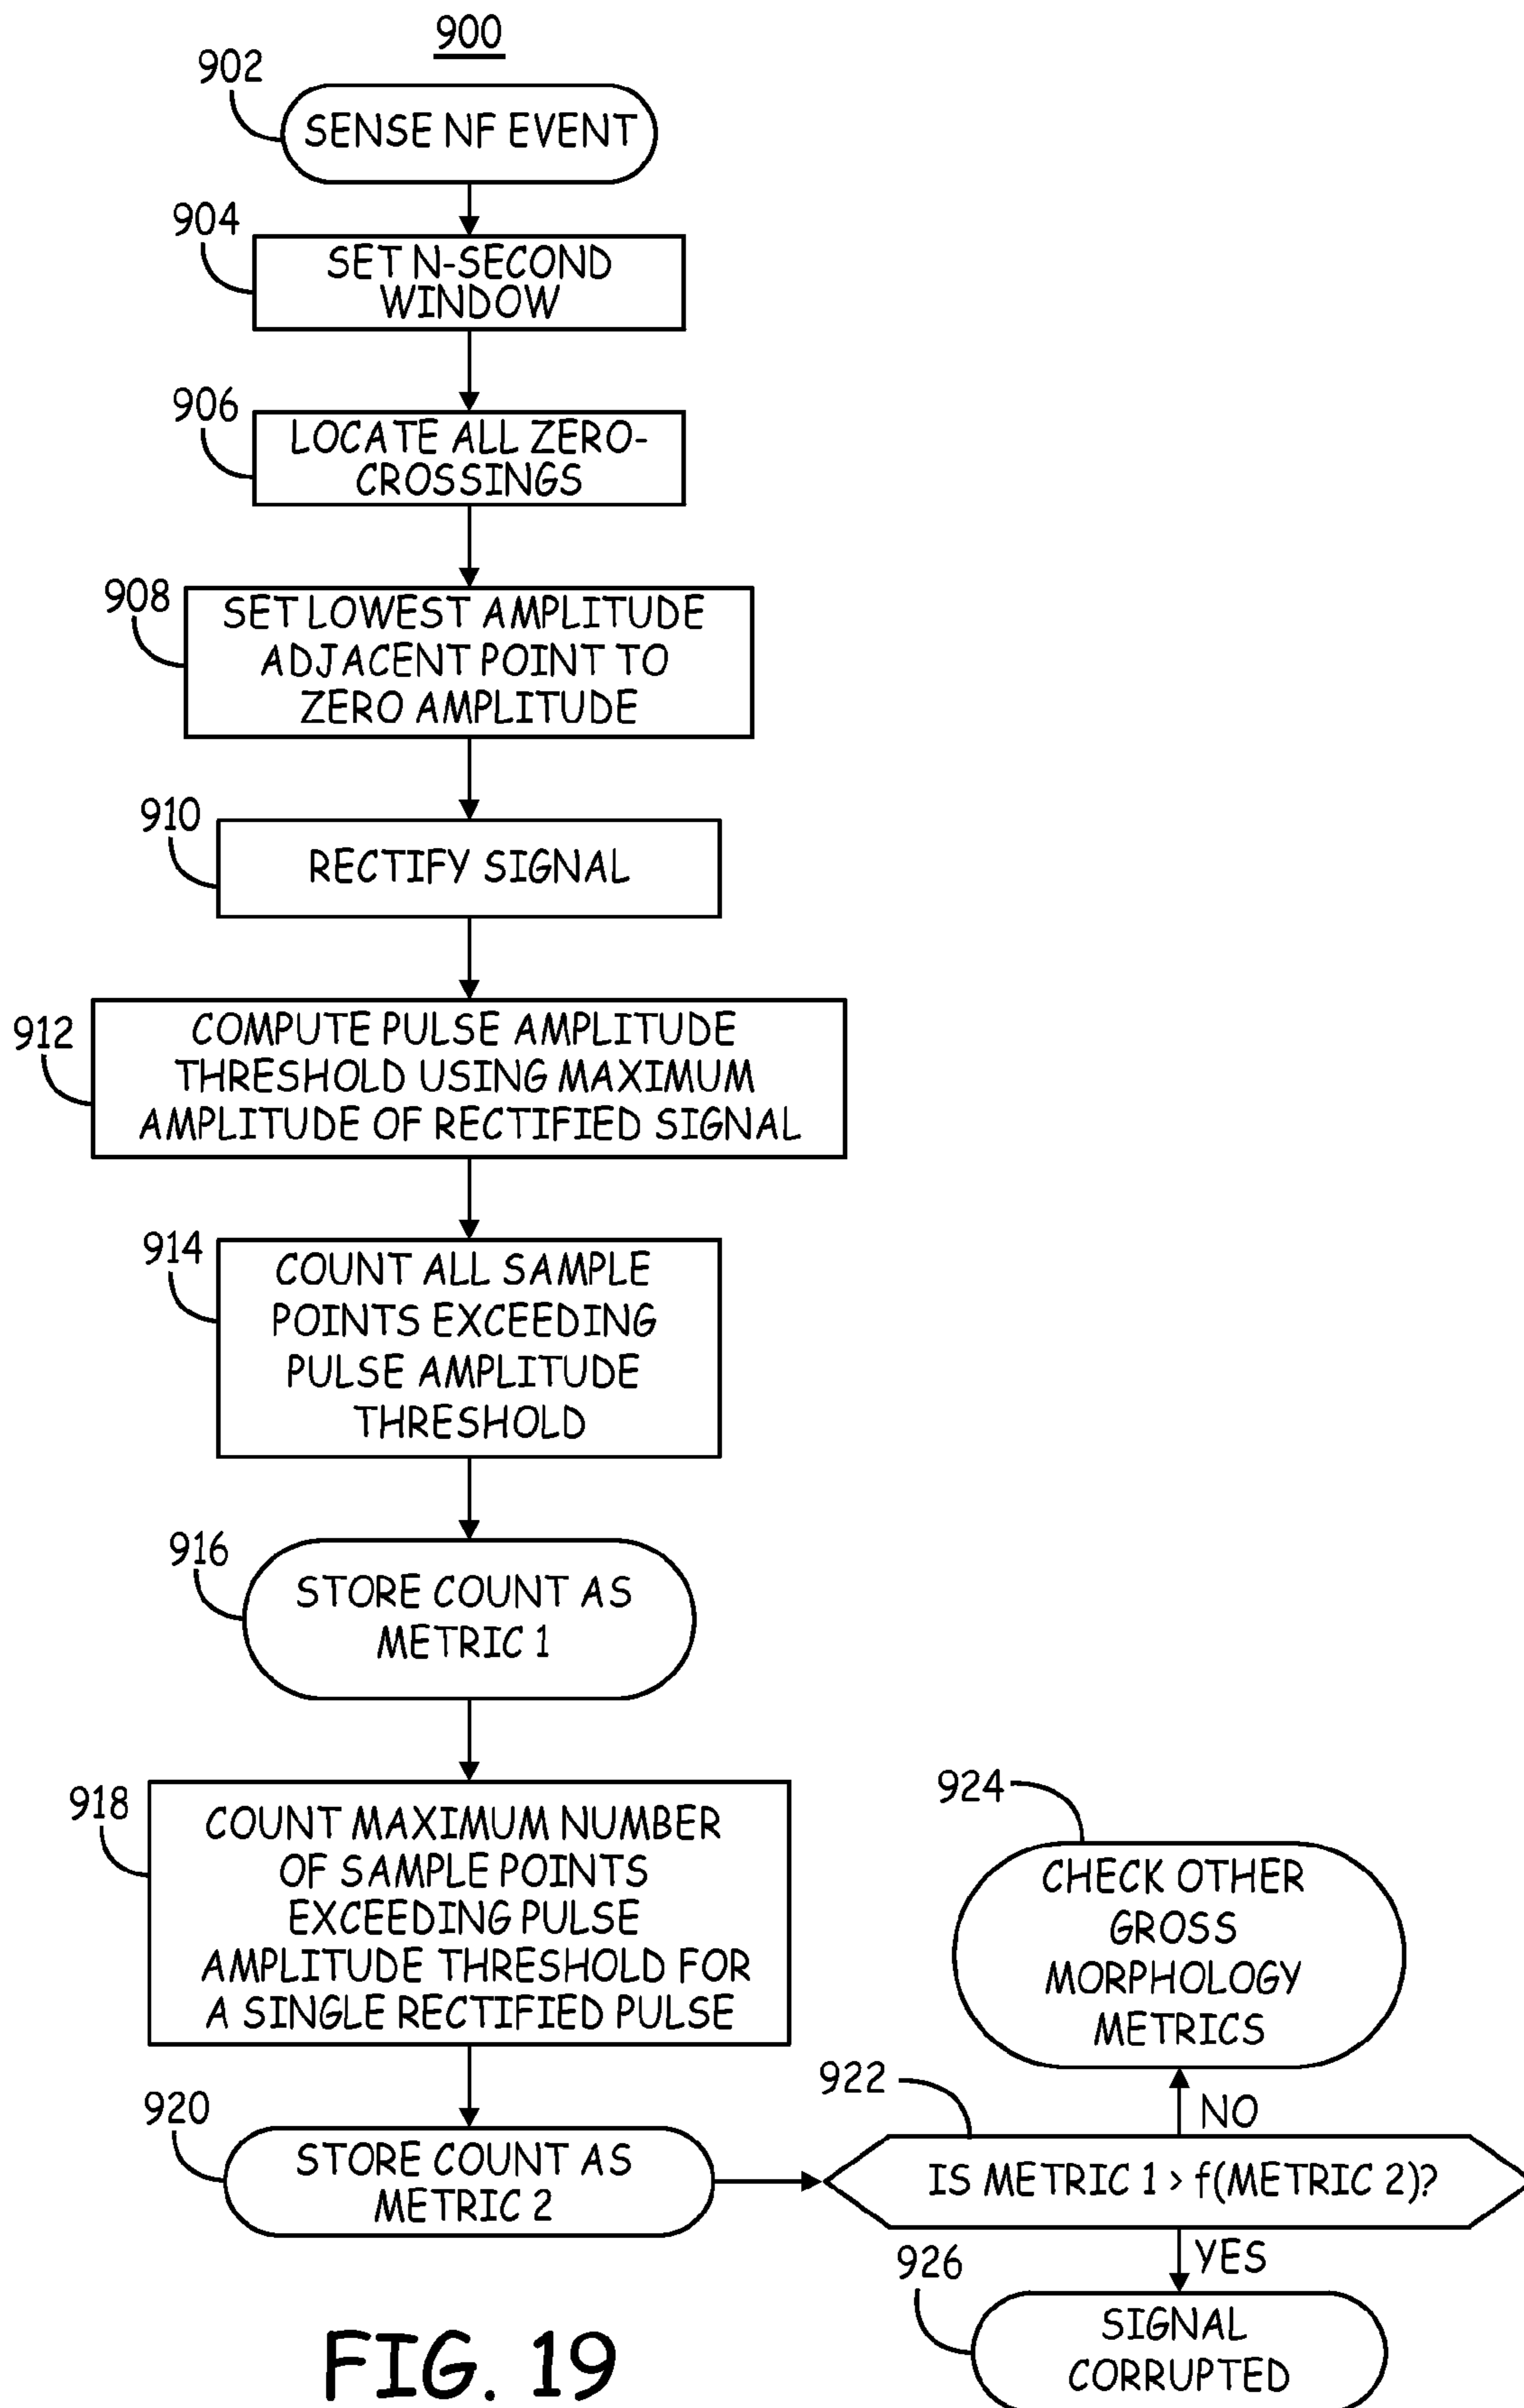 900
902
SENSE NF EVENT
904
SET N-SECOND
WINDOW
906
LOCATE ALL ZERO-
CROSSINGS
908
SET LOWEST AMPLITUDE
ADJACENT POINT TO
ZERO AMPLITUDE
910
RECTIFY SIGNAL
912
COMPUTE PULSE AMPLITUDE
THRESHOLD USING MAXIMUM
AMPLITUDE OF RECTIFIED SIGNAL
914
COUNT ALL SAMPLE
POINTS EXCEEDING
PULSE AMPLITUDE
THRESHOLD
916
STORE COUNT AS
METRIC 1
918
COUNT MAXIMUM NUMBER
OF SAMPLE POINTS
EXCEEDING PULSE
AMPLITUDE THRESHOLD FOR
A SINGLE RECTIFIED PULSE
920
STORE COUNT AS
METRIC 2
922
IS METRIC 1 > f(METRIC 2)?
NO
924
CHECK OTHER
GROSS
MORPHOLOGY
METRICS
YES
926
SIGNAL
CORRUPTED
FIG. 19